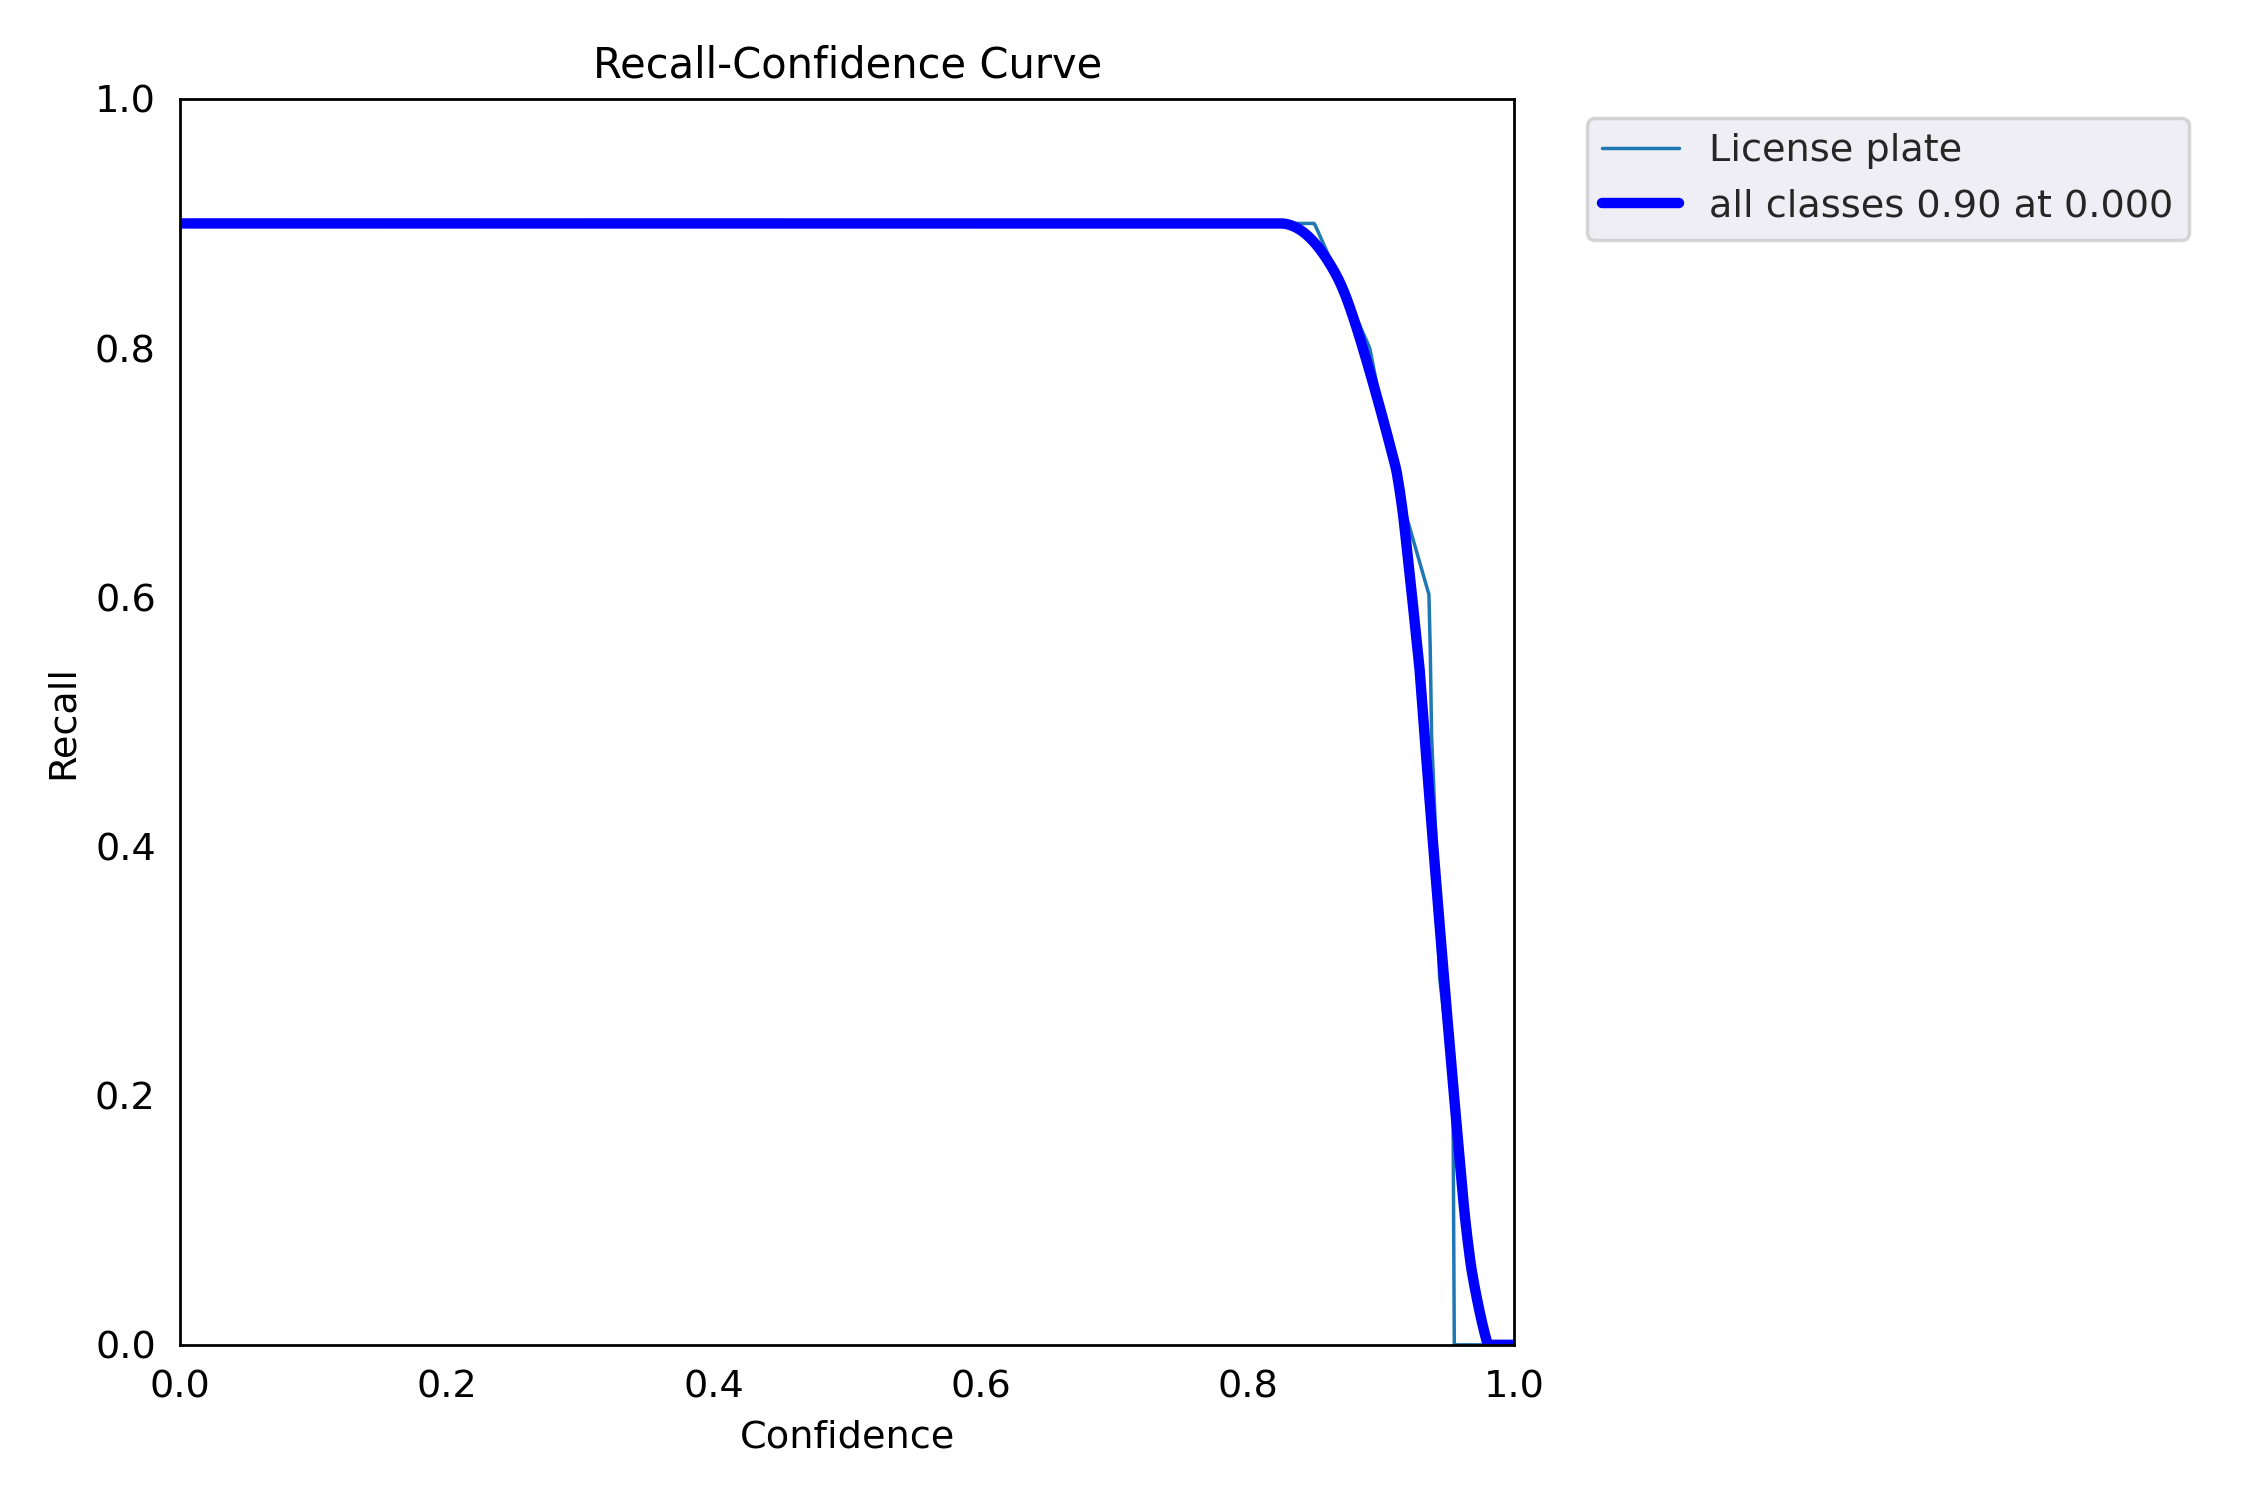 Recall-Confidence Curve
1.0
0.8
0.6
0.4
0.2
0.0
Recall
0.0 0.2 0.4 0.6 0.8 1.0
Confidence
License plate
all classes 0.90 at 0.000